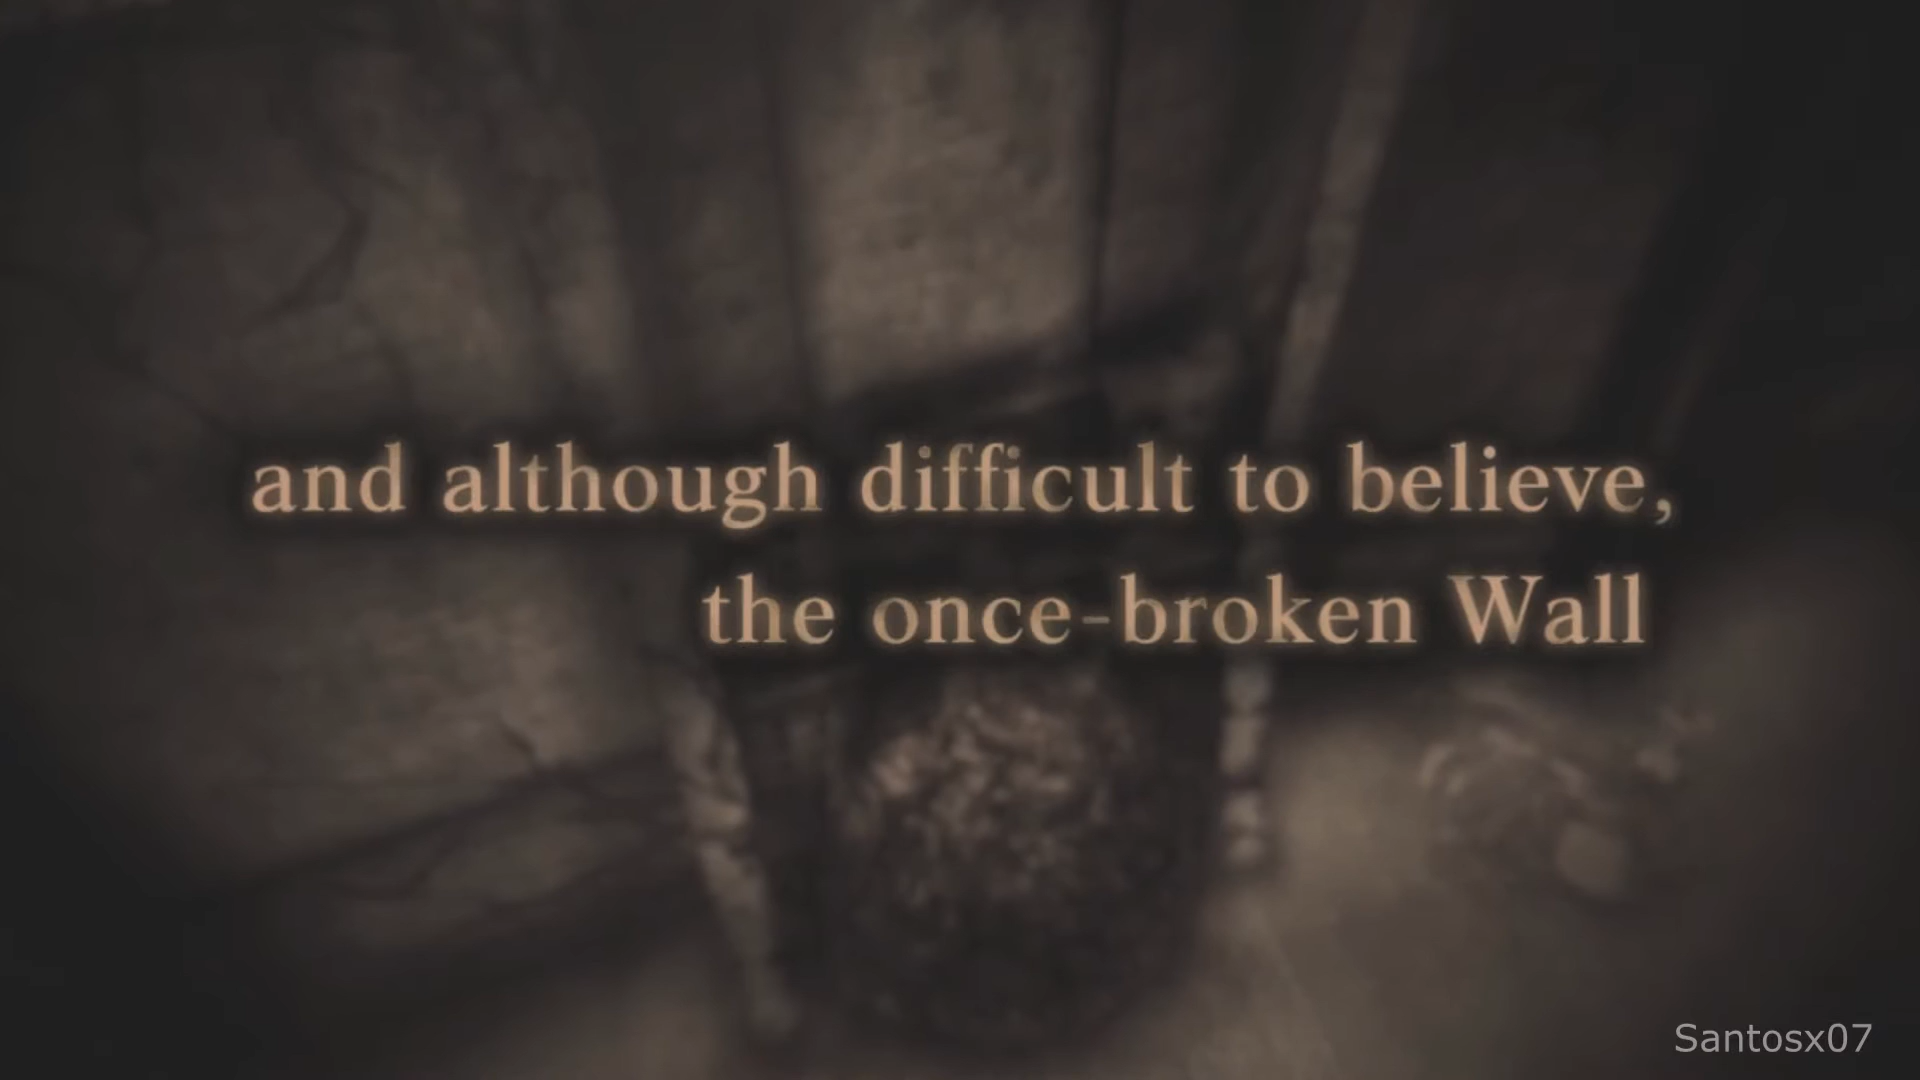 and although difficult to believe,
the once-broken Wall
Santosx07